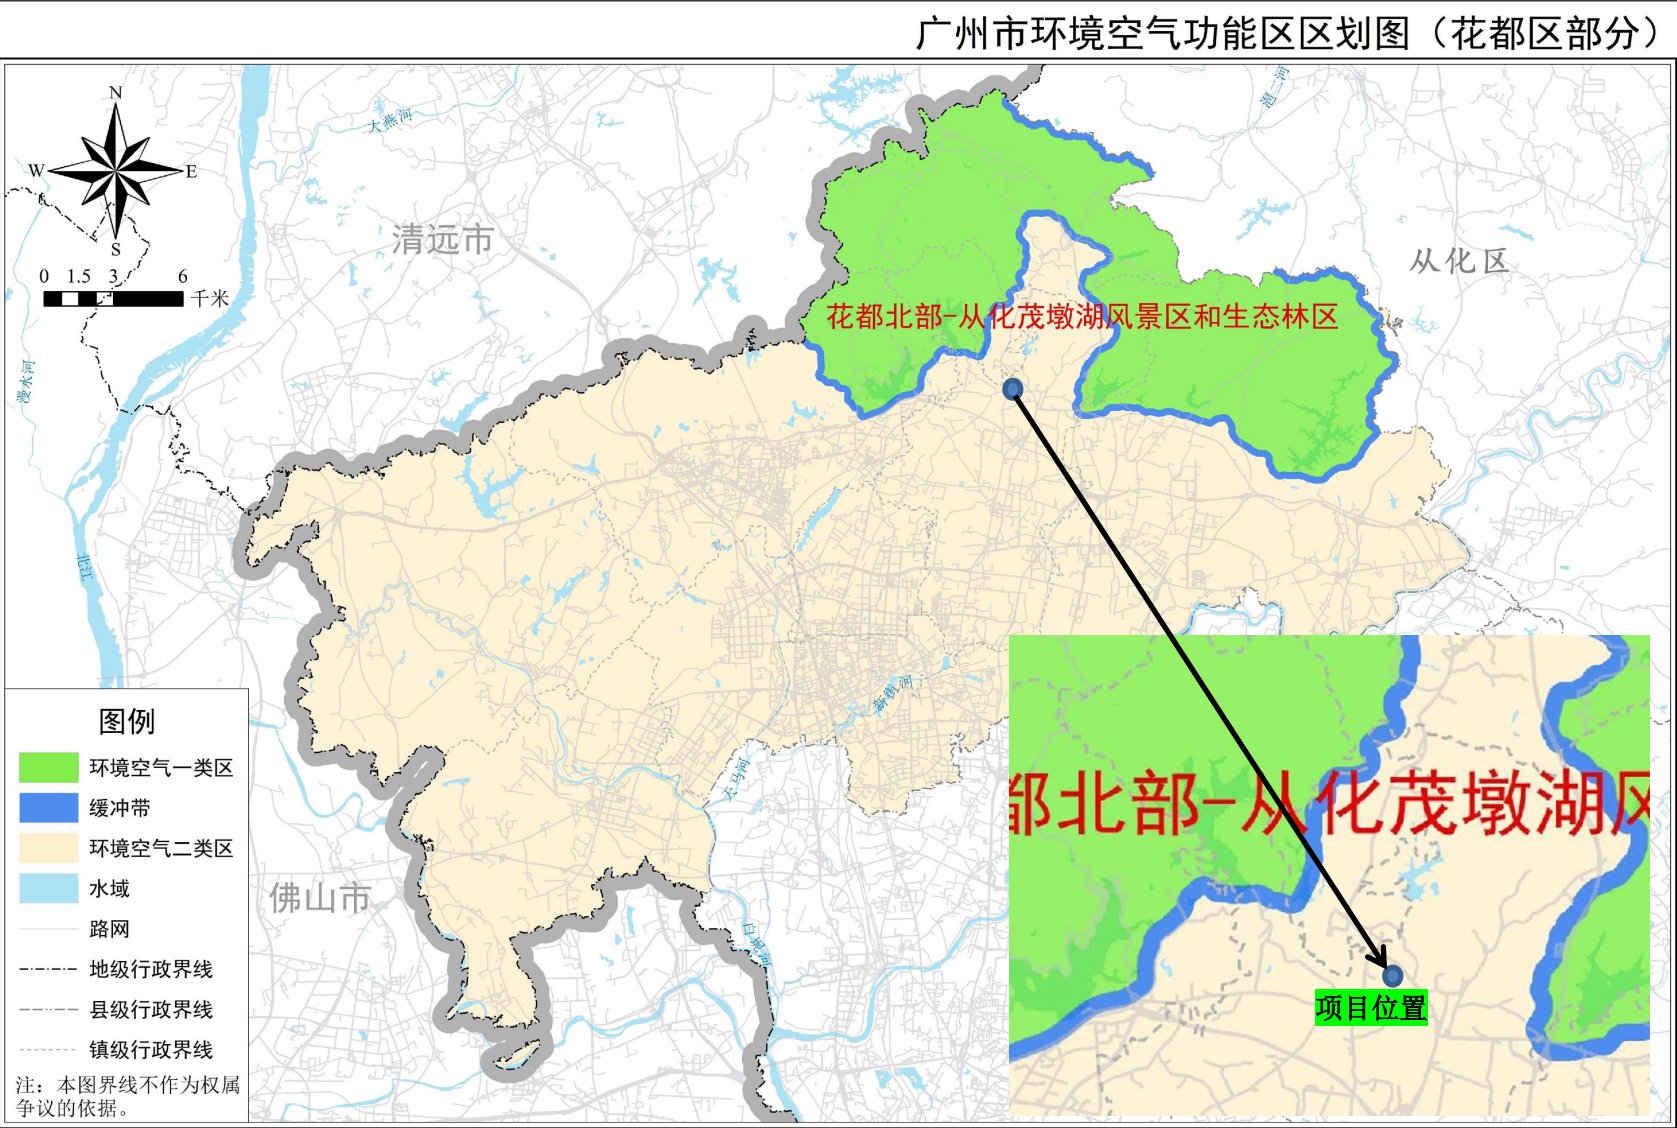 广州市环境空气功能区区划图（花都区部分）
N
W
E
S
0 1.5 3 6
千米
大燕河
潖二河
清远市
从化区
花都北部-从化茂墩湖风景区和生态林区
漫水河
北江
新街河
天马河
白坭河
佛山市
图例
环境空气一类区
缓冲带
环境空气二类区
水域
路网
地级行政界线
县级行政界线
镇级行政界线
注：本图界线不作为权属
争议的依据。
都北部-从化茂墩湖风
项目位置